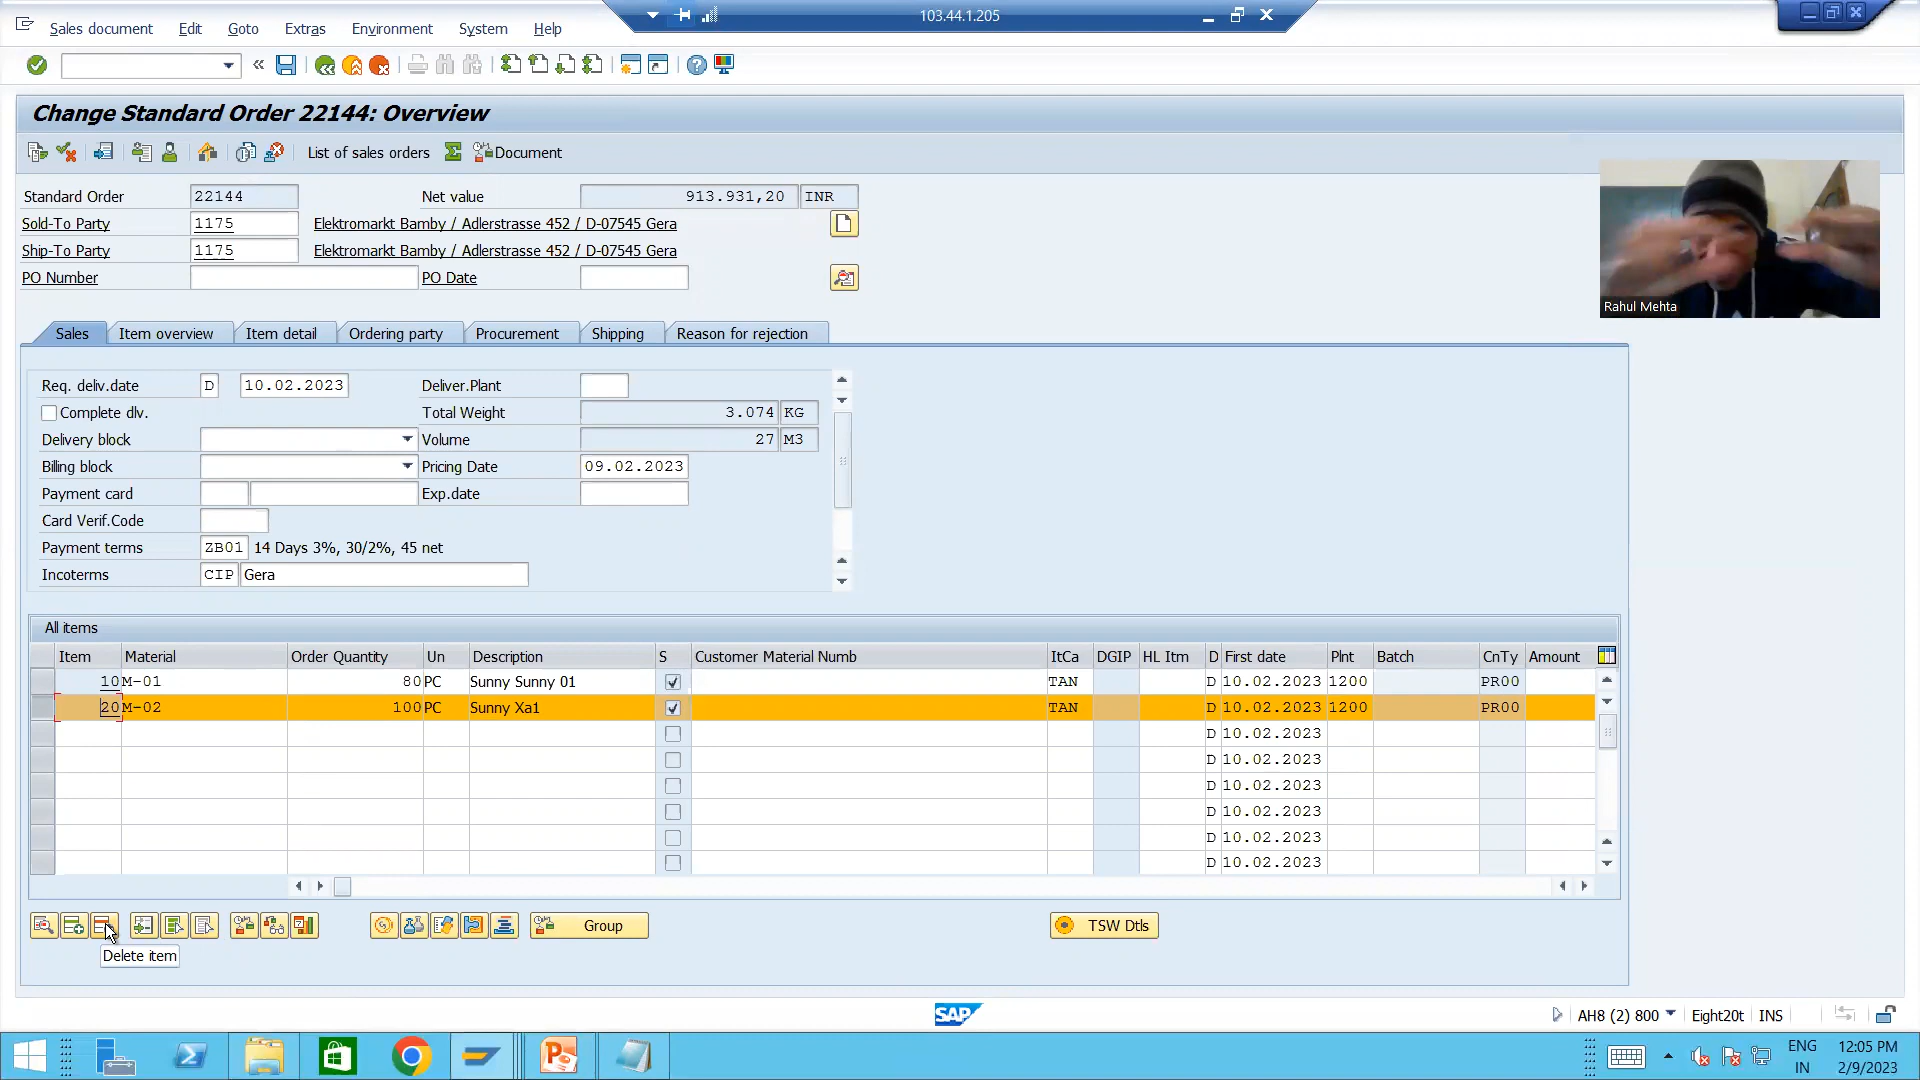 103.44.1.205
Sales document Edit Goto Extras Environment System Help
Change Standard Order 22144: Overview
List of sales orders Document
Standard Order 22144 Net value 913.931,20 INR
Sold-To Party 1175 Elektromarkt Bamby / Adlerstrasse 452 / D-07545 Gera
Ship-To Party 1175 Elektromarkt Bamby / Adlerstrasse 452 / D-07545 Gera
PO Number PO Date
Rahul Mehta
Sales Item overview Item detail Ordering party Procurement Shipping Reason for rejection
Req. deliv.date D 10.02.2023 Deliver.Plant
Complete dlv. Total Weight 3.074 KG
Delivery block Volume 27 M3
Billing block Pricing Date 09.02.2023
Payment card Exp.date
Card Verif.Code
Payment terms ZB01 14 Days 3%, 30/2%, 45 net
Incoterms CIP Gera
All items
Item Material Order Quantity Un Description S Customer Material Numb ItCa DGIP HL Itm D First date Plnt Batch CnTy Amount
10 M-01 80 PC Sunny Sunny 01 TAN D 10.02.2023 1200 PR00
20 M-02 100 PC Sunny Xa1 TAN D 10.02.2023 1200 PR00
D 10.02.2023
D 10.02.2023
D 10.02.2023
D 10.02.2023
D 10.02.2023
D 10.02.2023
Group TSW Dtls
Delete item
SAP AH8 (2) 800 Eight20t INS
ENG 12:05 PM
IN 2/9/2023